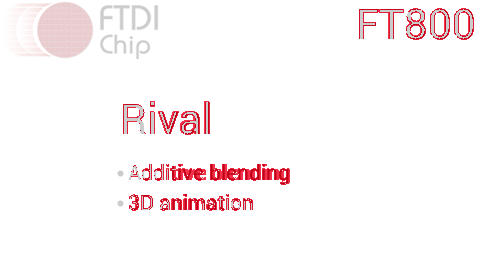 FTDI
Chip
FT800
Rival
• Additive blending
• 3D animation